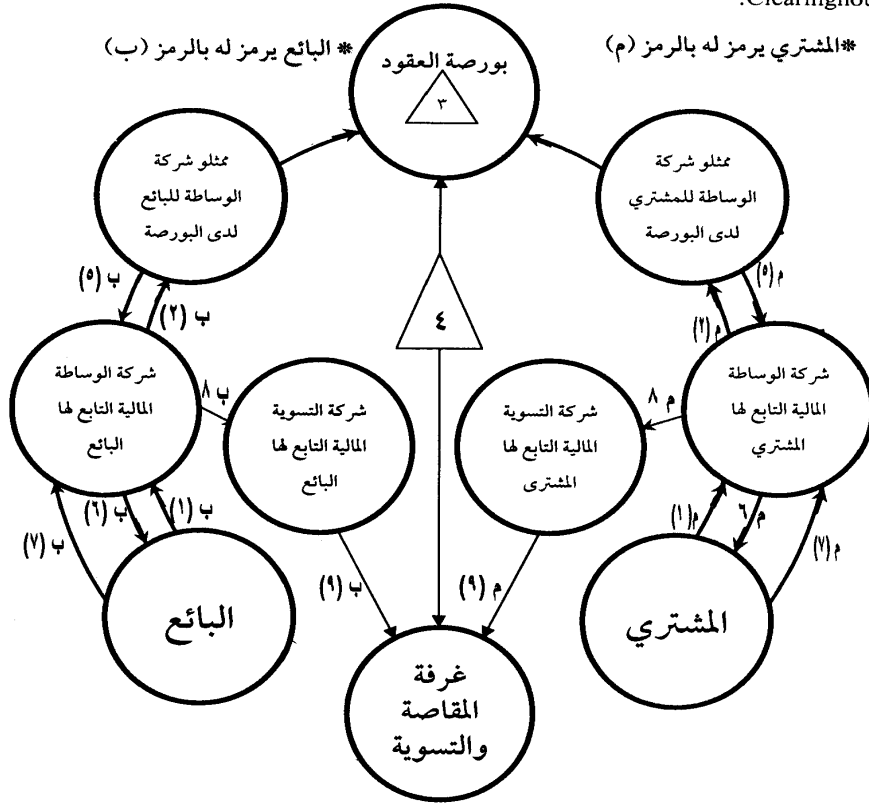 .Clearinghou
*المشتري يرمز له بالرمز (م)
* البائع يرمز له بالرمز (ب)
بورصة العقود
٣
ممثلو شركة
الوساطة للمشتري
لدى البورصة
ممثلو شركة
الوساطة للبائع
لدى البورصة
م (٥)
م (٢)
ب (٥)
ب (٢)
٤
شركة الوساطة
المالية التابع لها
المشتري
م ٨
شركة التسوية
المالية التابع لها
المشترى
شركة التسوية
المالية التابع لها
البائع
ب ٨
شركة الوساطة
المالية التابع لها
البائع
م (١)
م ٦
م (٧)
ب (١)
ب (٦)
ب (٧)
المشتري
البائع
م (٩)
ب (٩)
غرفة
المقاصة
والتسوية